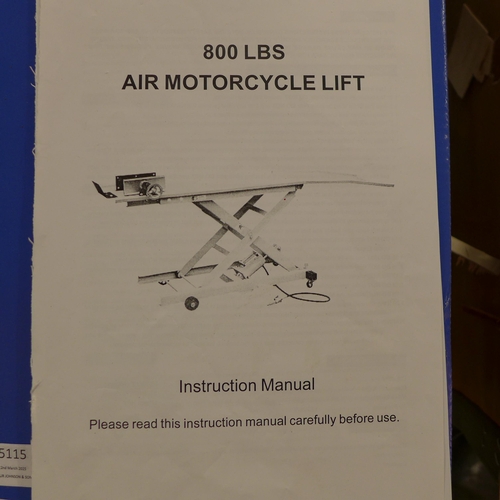 800 LBS
AIR MOTORCYCLE LIFT
Instruction Manual
Please read this instruction manual carefully before use.
5115